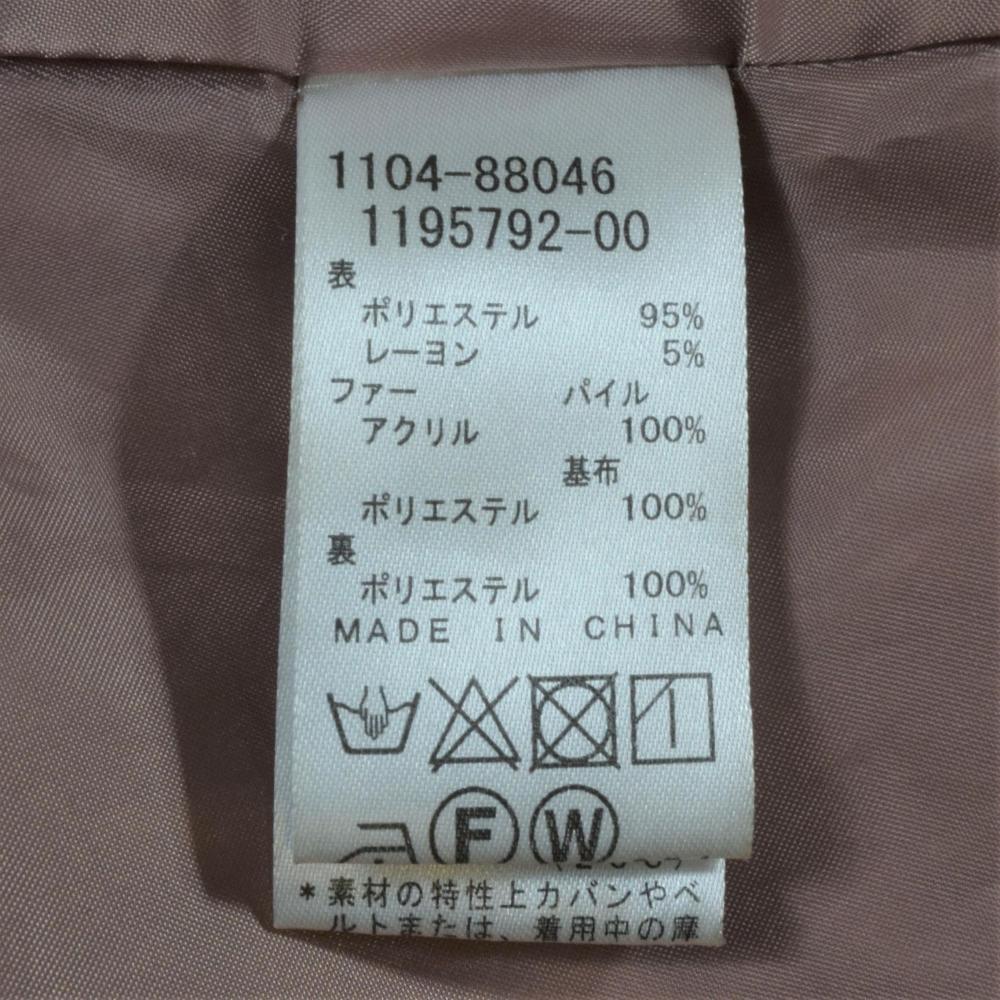 1104-88046
1195792-00
表
ポリエステル 95%
レーヨン 5%
ファー パイル
アクリル 100%
基布
ポリエステル 100%
裏
ポリエステル 100%
MADE IN CHINA
F W
*素材の特性上カバンやベ
ルトまたは、着用中の摩